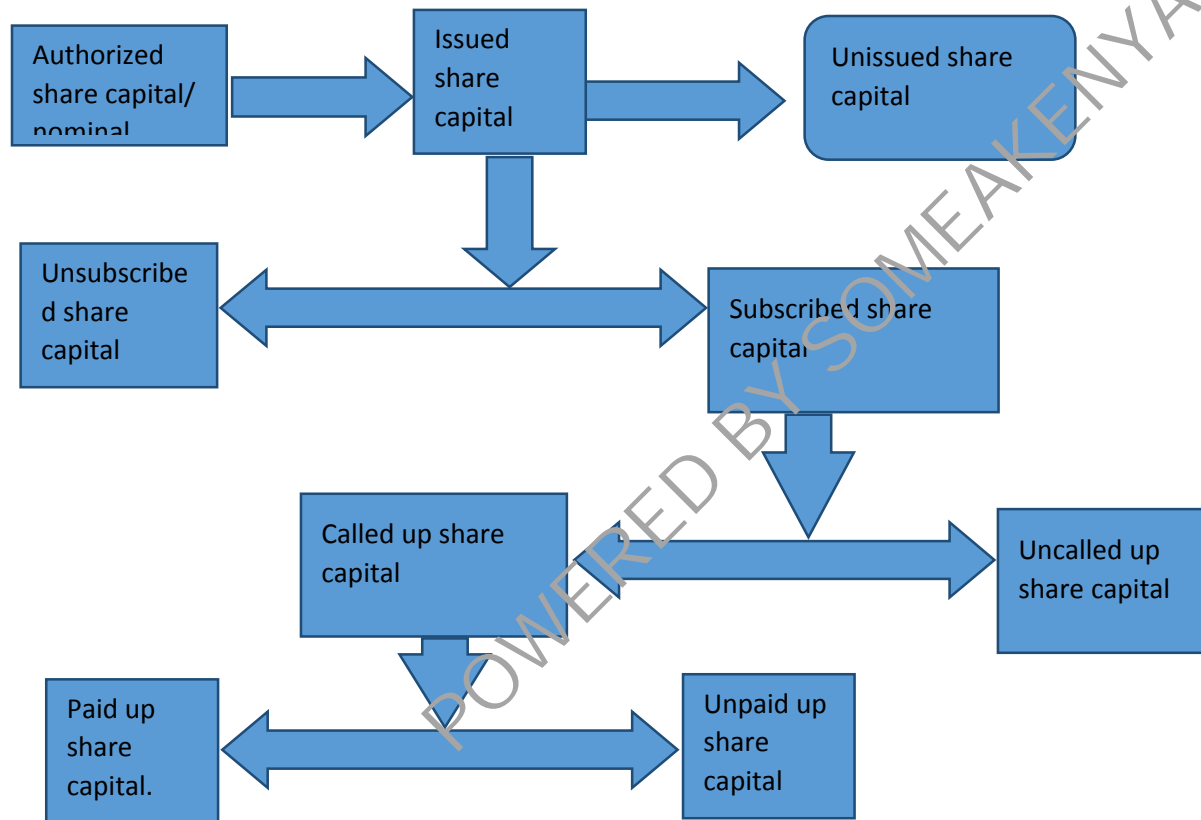 Authorized
share capital/
nominal
Issued
share
capital
Unissued share
capital
Unsubscribe
d share
capital
Subscribed share
capital
Called up share
capital
Uncalled up
share capital
Paid up
share
capital.
Unpaid up
share
capital
POWERED BY SOMEAKENYA